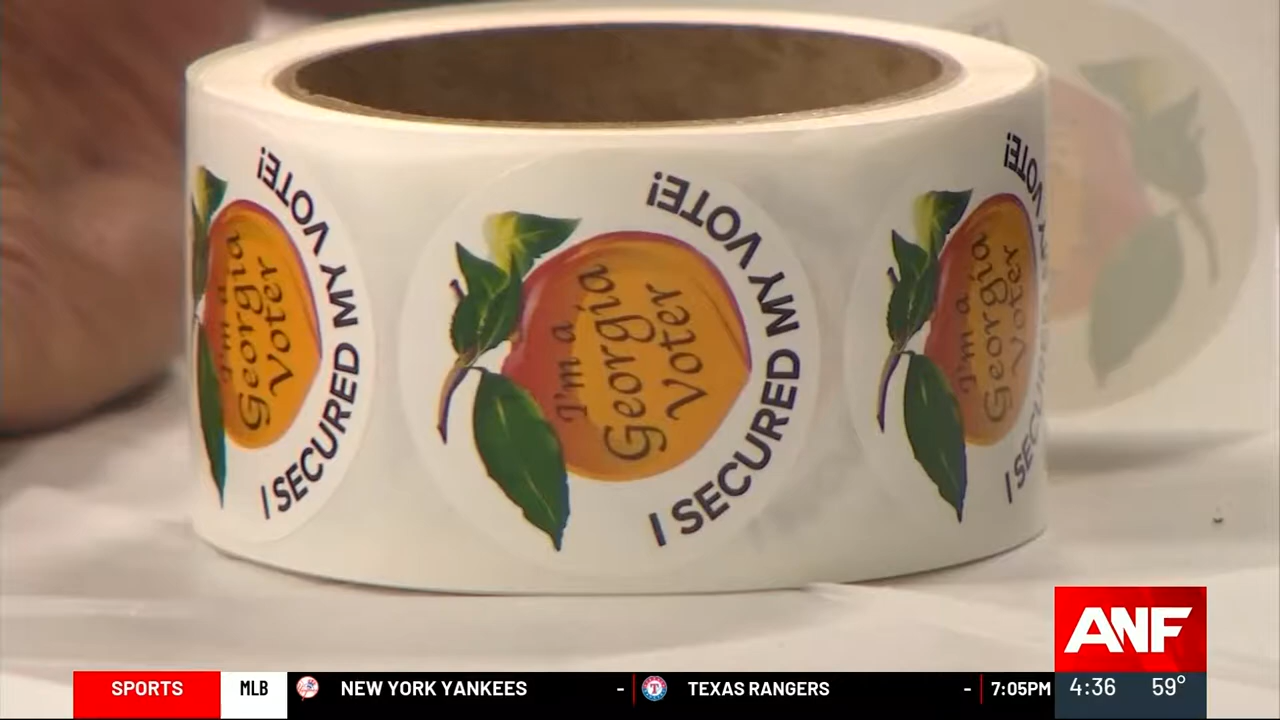 I'm a
Georgia
Voter
I SECURED MY VOTE!
I'm a
Georgia
Voter
I SECURED MY VOTE!
I'm a
Georgia
Voter
I SECURED MY VOTE!
ANF
SPORTS MLB NEW YORK YANKEES - TEXAS RANGERS - 7:05PM 4:36 59°